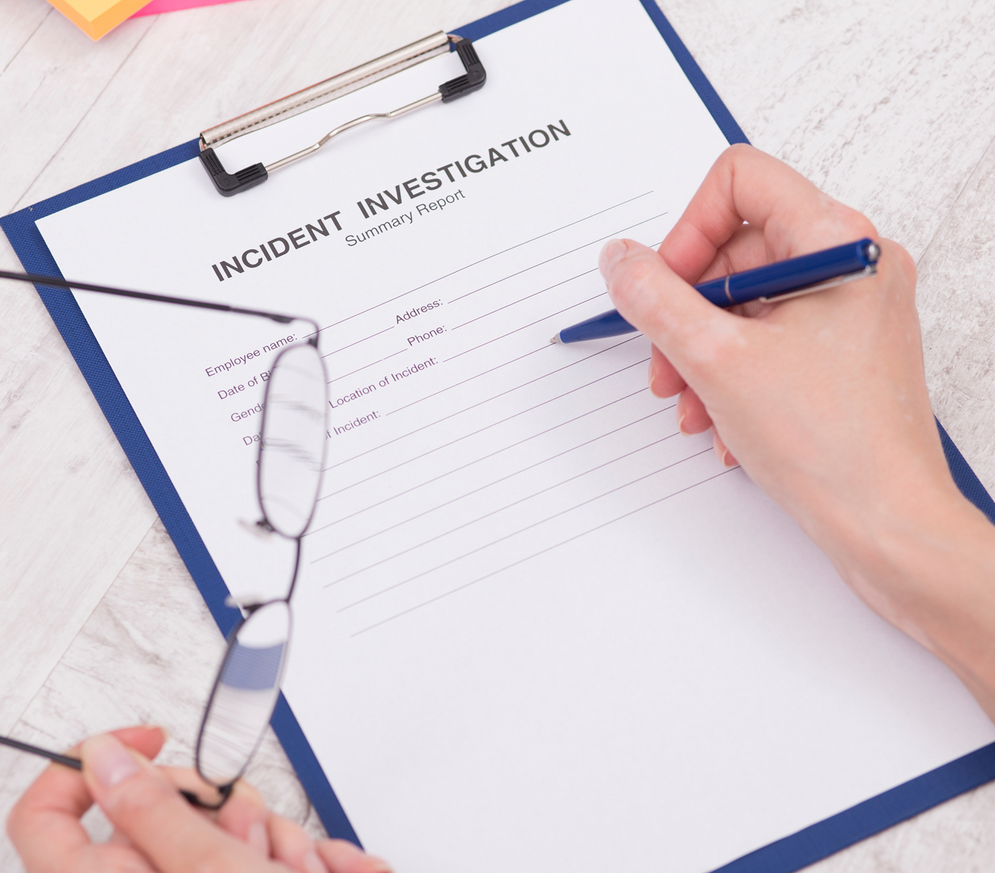 INCIDENT INVESTIGATION
Summary Report
Employee name:
Date of Address:
Phone:
Location of Incident:
Incident: